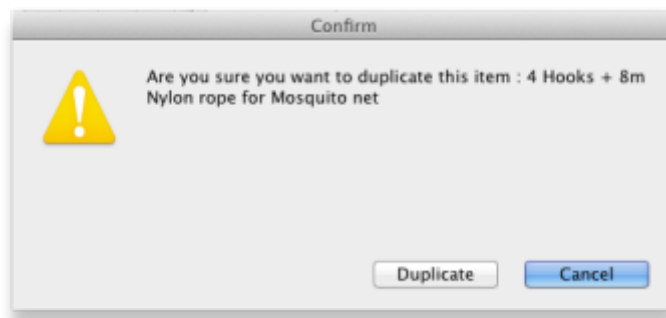 Confirm
Are you sure you want to duplicate this item : 4 Hooks + 8m
Nylon rope for Mosquito net
Duplicate
Cancel